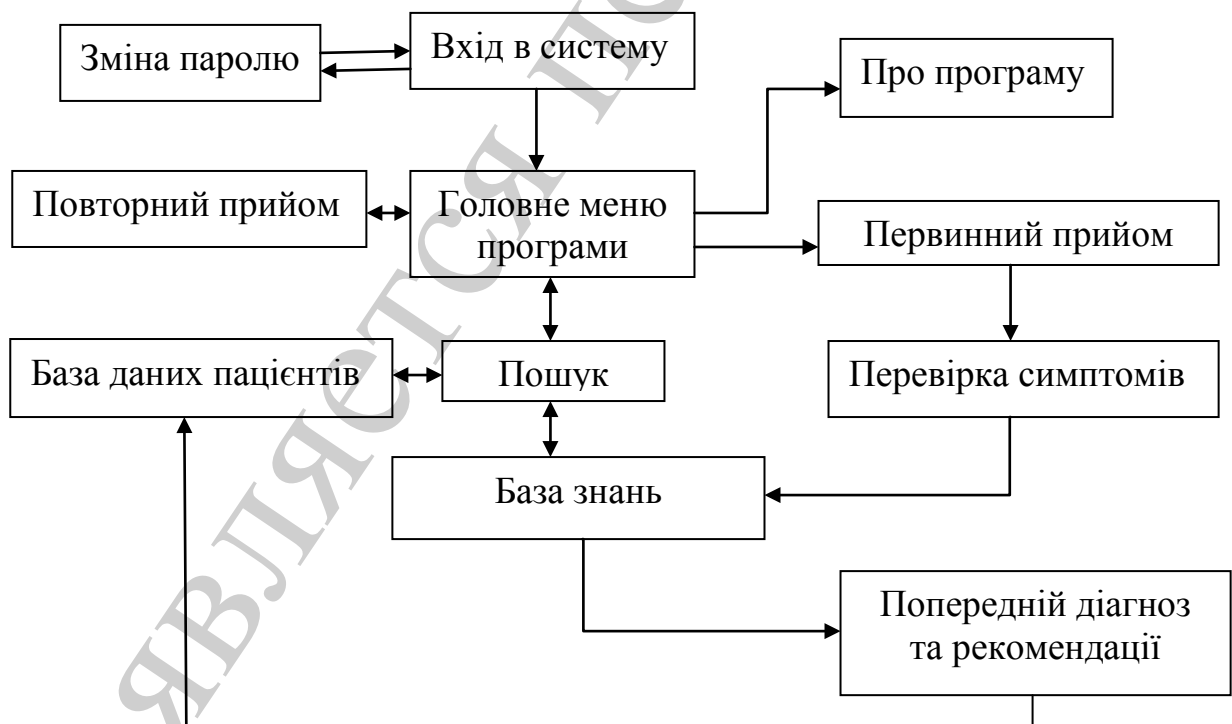 Зміна паролю
Вхід в систему
Про програму
Повторний прийом
Головне меню
програми
Первинний прийом
База даних пацієнтів
Пошук
Перевірка симптомів
База знань
Попередній діагноз
та рекомендації
ЯВЛЯЕТСЯ